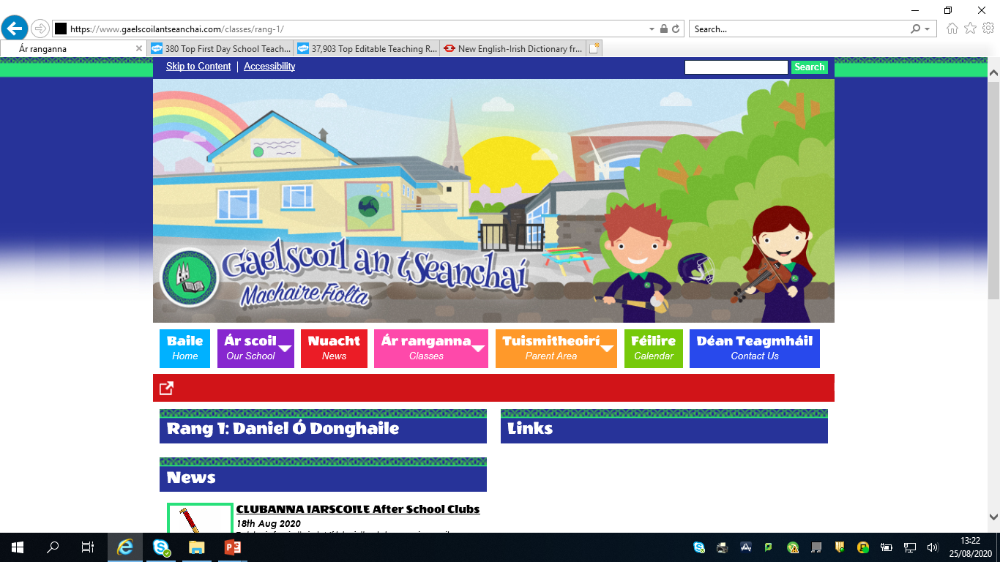 https://www.gaelscoilantseanchai.com/classes/rang-1/
Search...
Ár ranganna
380 Top First Day School Teach...
37,903 Top Editable Teaching R...
New English-Irish Dictionary fr...
Skip to Content | Accessibility
Search
Gaelscoil an tSeanchaí
Machaire Fíolta
Baile
Home
Ár scoil
Our School
Nuacht
News
Ár ranganna
Classes
Tuismitheoirí
Parent Area
Féilire
Calendar
Déan Teagmháil
Contact Us
Rang 1: Daniel Ó Donghaile
Links
News
CLUBANNA IARSCOILE After School Clubs
18th Aug 2020
13:22
25/08/2020